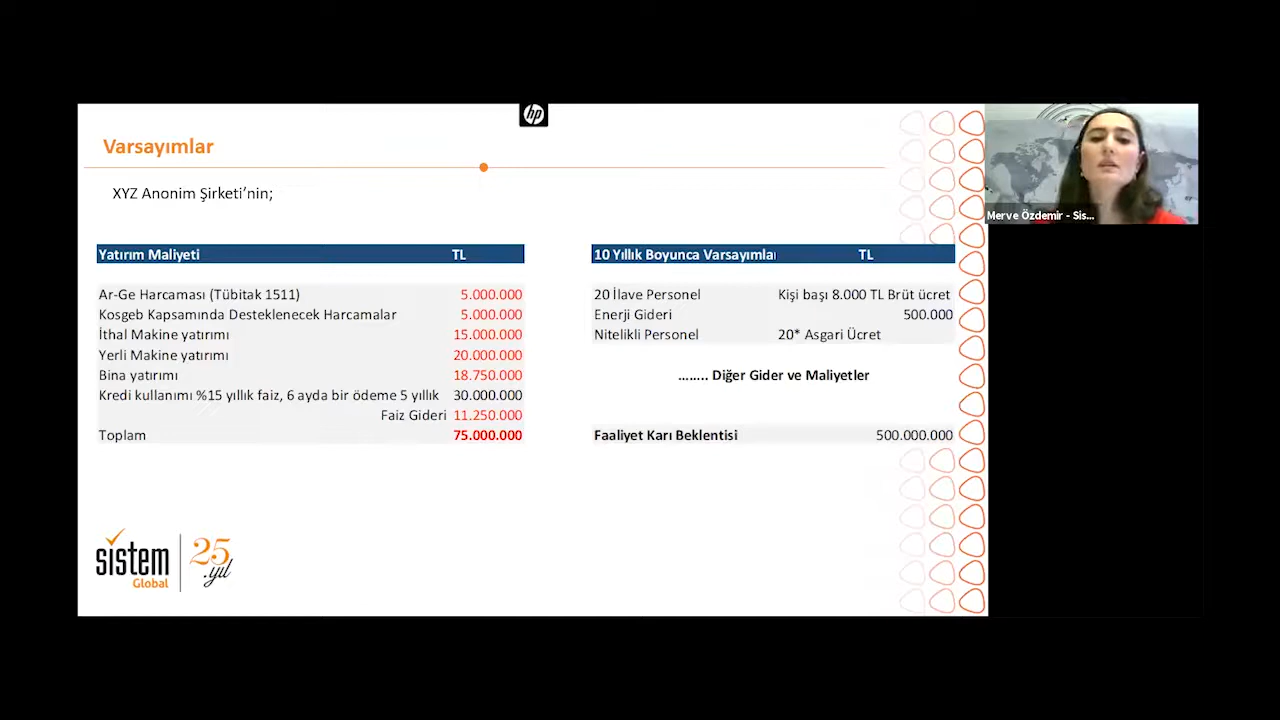 hp
Varsayımlar
XYZ Anonim Şirketi’nin;
Yatırım Maliyeti TL
Ar-Ge Harcaması (Tübitak 1511) 5.000.000
Kosgeb Kapsamında Desteklenecek Harcamalar 5.000.000
İthal Makine yatırımı 15.000.000
Yerli Makine yatırımı 20.000.000
Bina yatırımı 18.750.000
Kredi kullanımı %15 yıllık faiz, 6 ayda bir ödeme 5 yıllık 30.000.000
Faiz Gideri 11.250.000
Toplam 75.000.000
10 Yıllık Boyunca Varsayımlar TL
20 İlave Personel Kişi başı 8.000 TL Brüt ücret
Enerji Gideri 500.000
Nitelikli Personel 20* Asgari Ücret
…….. Diğer Gider ve Maliyetler
Faaliyet Karı Beklentisi 500.000.000
sistem Global
25.yıl
Merve Özdemir - Sis...